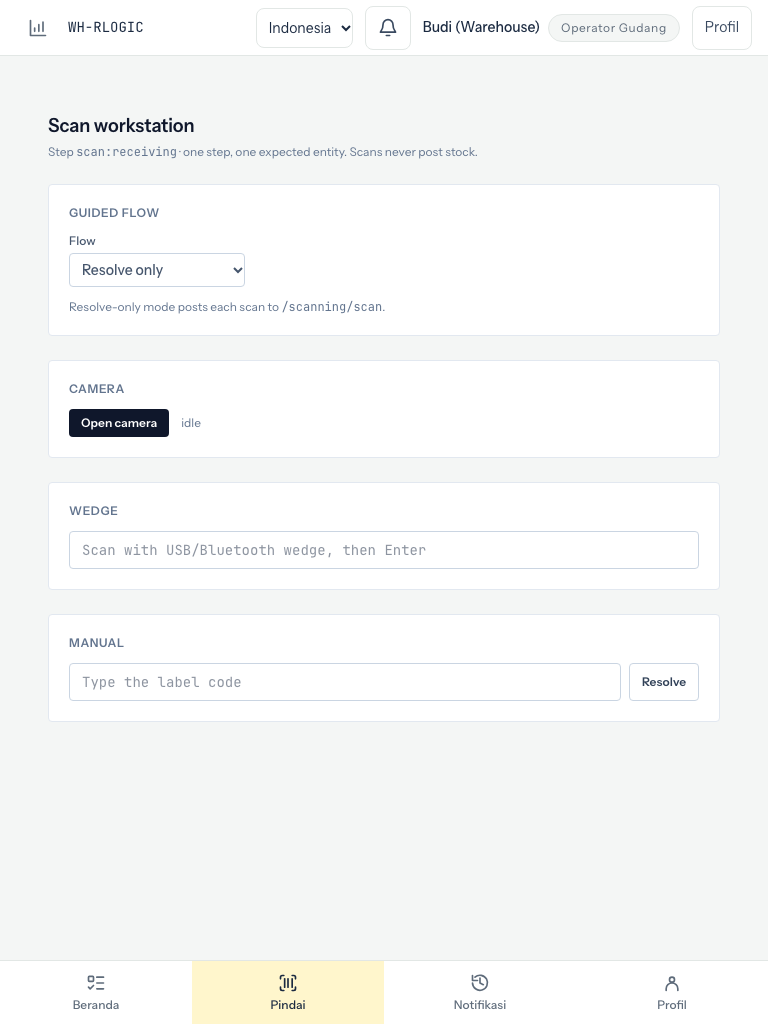 WH-RLOGIC
Indonesia
Budi (Warehouse)
Operator Gudang
Profil
Scan workstation
Step scan:receiving · one step, one expected entity. Scans never post stock.
GUIDED FLOW
Flow
Resolve only
Resolve-only mode posts each scan to /scanning/scan.
CAMERA
Open camera
idle
WEDGE
Scan with USB/Bluetooth wedge, then Enter
MANUAL
Type the label code
Resolve
Beranda
Pindai
Notifikasi
Profil